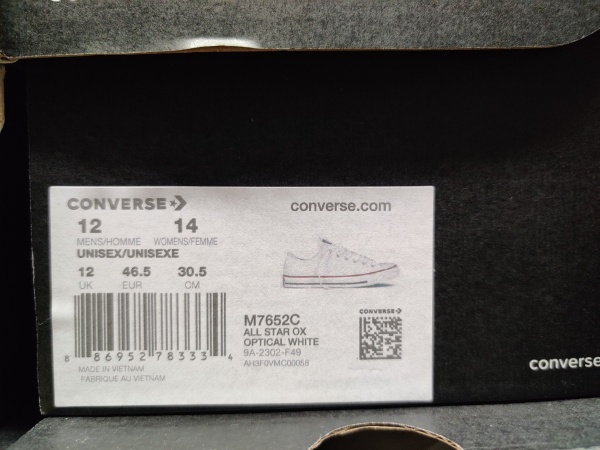 CONVERSE
converse.com
12 14
MENS/HOMME WOMENS/FEMME
UNISEX/UNISEXE
12 46.5 30.5
UK EUR CM
M7652C
ALL STAR OX
OPTICAL WHITE
9A-2302-F49
AH3F0VMC00058
CONVERSE
8 86952 78333 4
MADE IN VIETNAM
FABRIQUE AU VIETNAM
converse